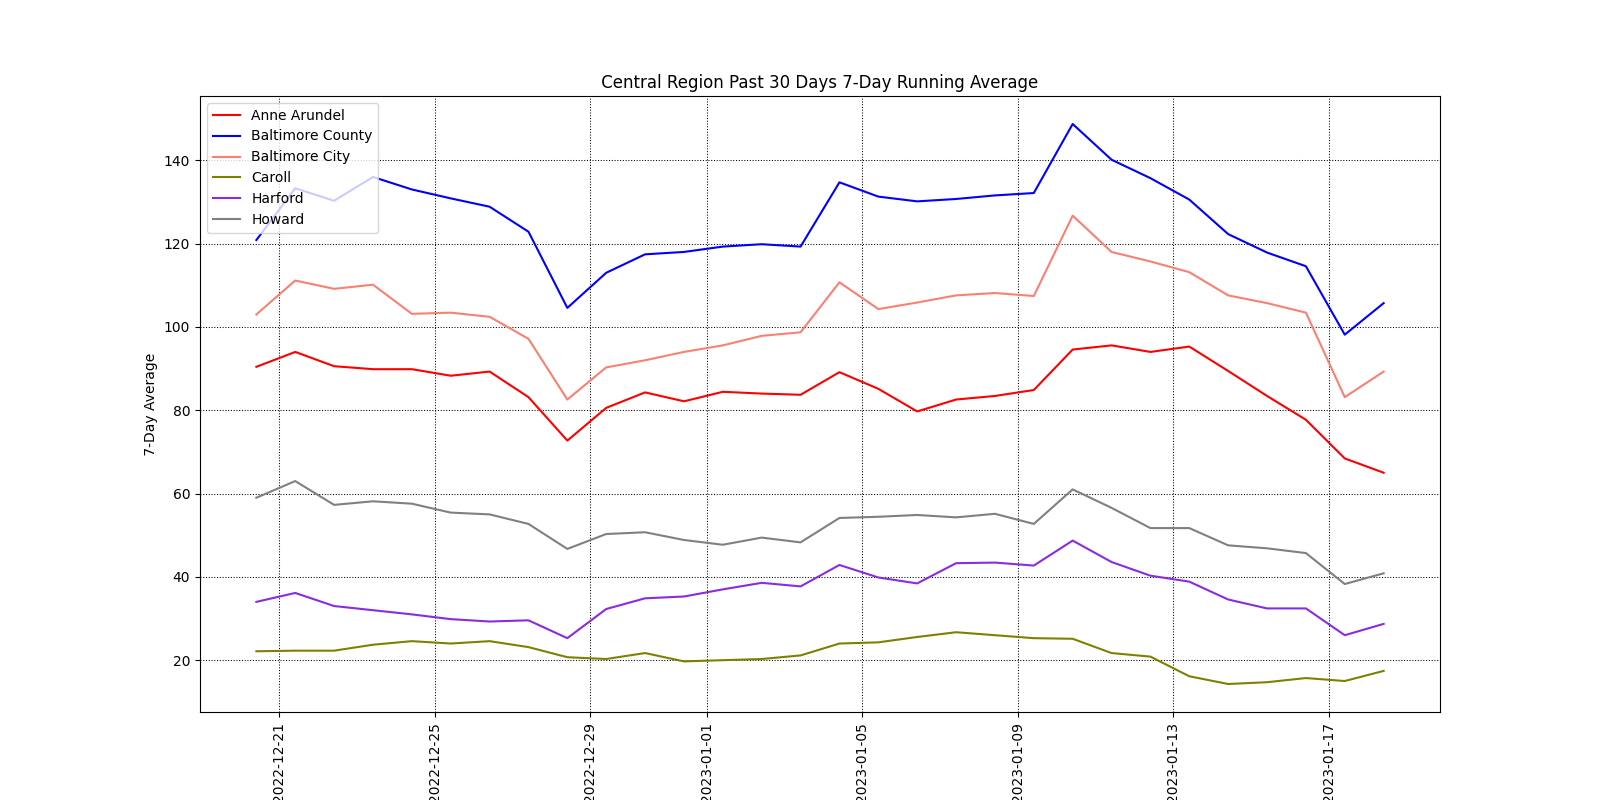 Central Region Past 30 Days 7-Day Running Average
Anne Arundel
Baltimore County
Baltimore City
Caroll
Harford
Howard
140
120
100
80
60
40
20
7-Day Average
2022-12-21
2022-12-25
2022-12-29
2023-01-01
2023-01-05
2023-01-09
2023-01-13
2023-01-17